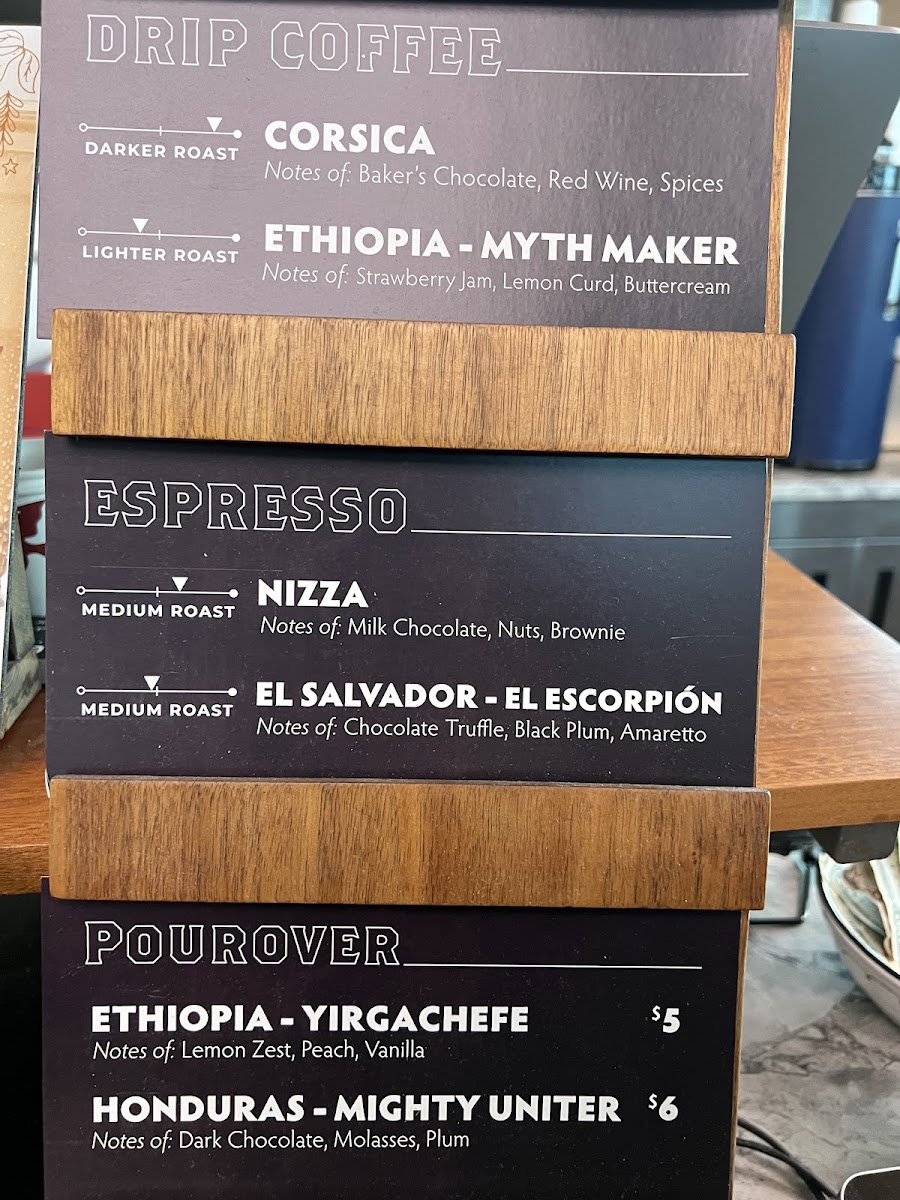 DRIP COFFEE
DARKER ROAST
CORSICA
Notes of: Baker's Chocolate, Red Wine, Spices
LIGHTER ROAST
ETHIOPIA - MYTH MAKER
Notes of: Strawberry Jam, Lemon Curd, Buttercream
ESPRESSO
MEDIUM ROAST
NIZZA
Notes of: Milk Chocolate, Nuts, Brownie
MEDIUM ROAST
EL SALVADOR - EL ESCORPIÓN
Notes of: Chocolate Truffle, Black Plum, Amaretto
POUROVER
ETHIOPIA - YIRGACHEFE $5
Notes of: Lemon Zest, Peach, Vanilla
HONDURAS - MIGHTY UNITER $6
Notes of: Dark Chocolate, Molasses, Plum